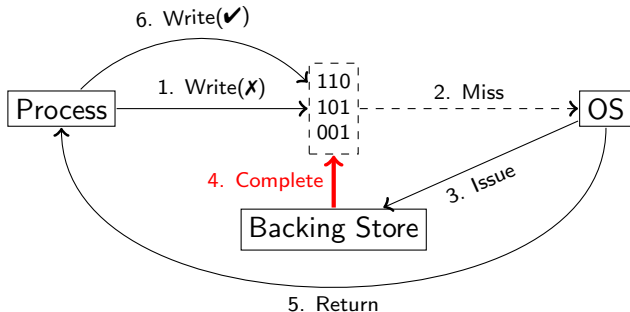 6. Write(✔)
110
1. Write(✗)
2. Miss
Process
101
OS
001
4. Complete
3. Issue
Backing Store
5. Return